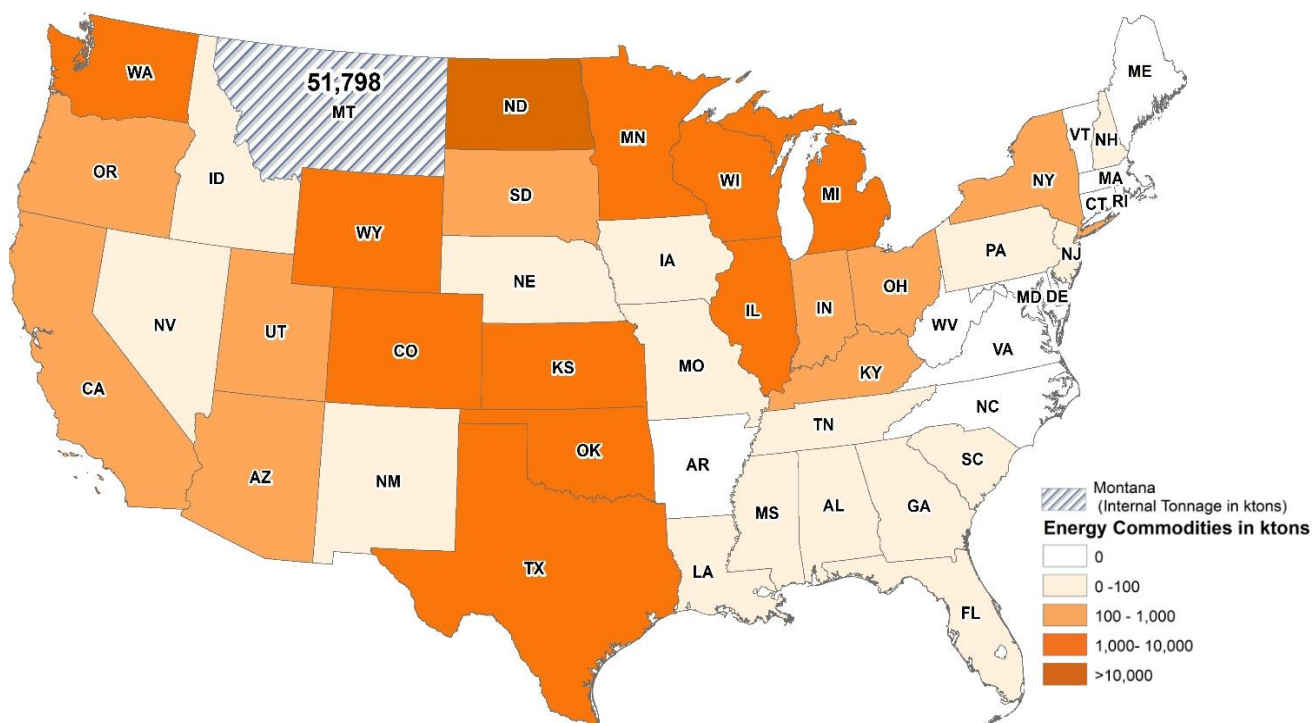 WA
51,798
MT
ND
MN
ME
VT
NH
OR
ID
SD
WI
MI
NY
MA
CT
RI
WY
IA
PA
NJ
NE
NV
UT
CO
IL
IN
OH
MD
DE
WV
VA
KS
MO
KY
CA
NC
TN
AZ
NM
OK
AR
SC
MS
AL
GA
TX
LA
FL
Montana
(Internal Tonnage in ktons)
Energy Commodities in ktons
0
0 -100
100 - 1,000
1,000- 10,000
>10,000